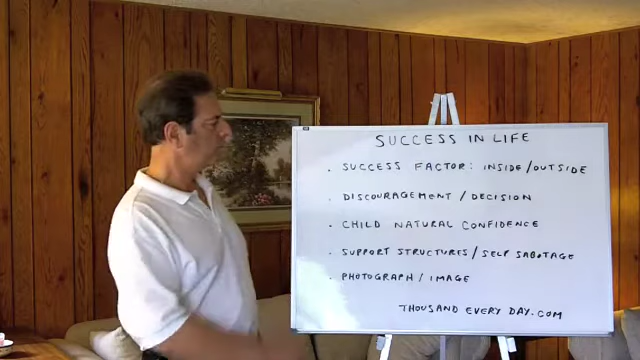 SUCCESS IN LIFE
. SUCCESS FACTOR: INSIDE/OUTSIDE
. DISCOURAGEMENT / DECISION
. CHILD NATURAL CONFIDENCE
. SUPPORT STRUCTURES/ SELF SABOTAGE
. PHOTOGRAPH / IMAGE
THOUSAND EVERY DAY.COM